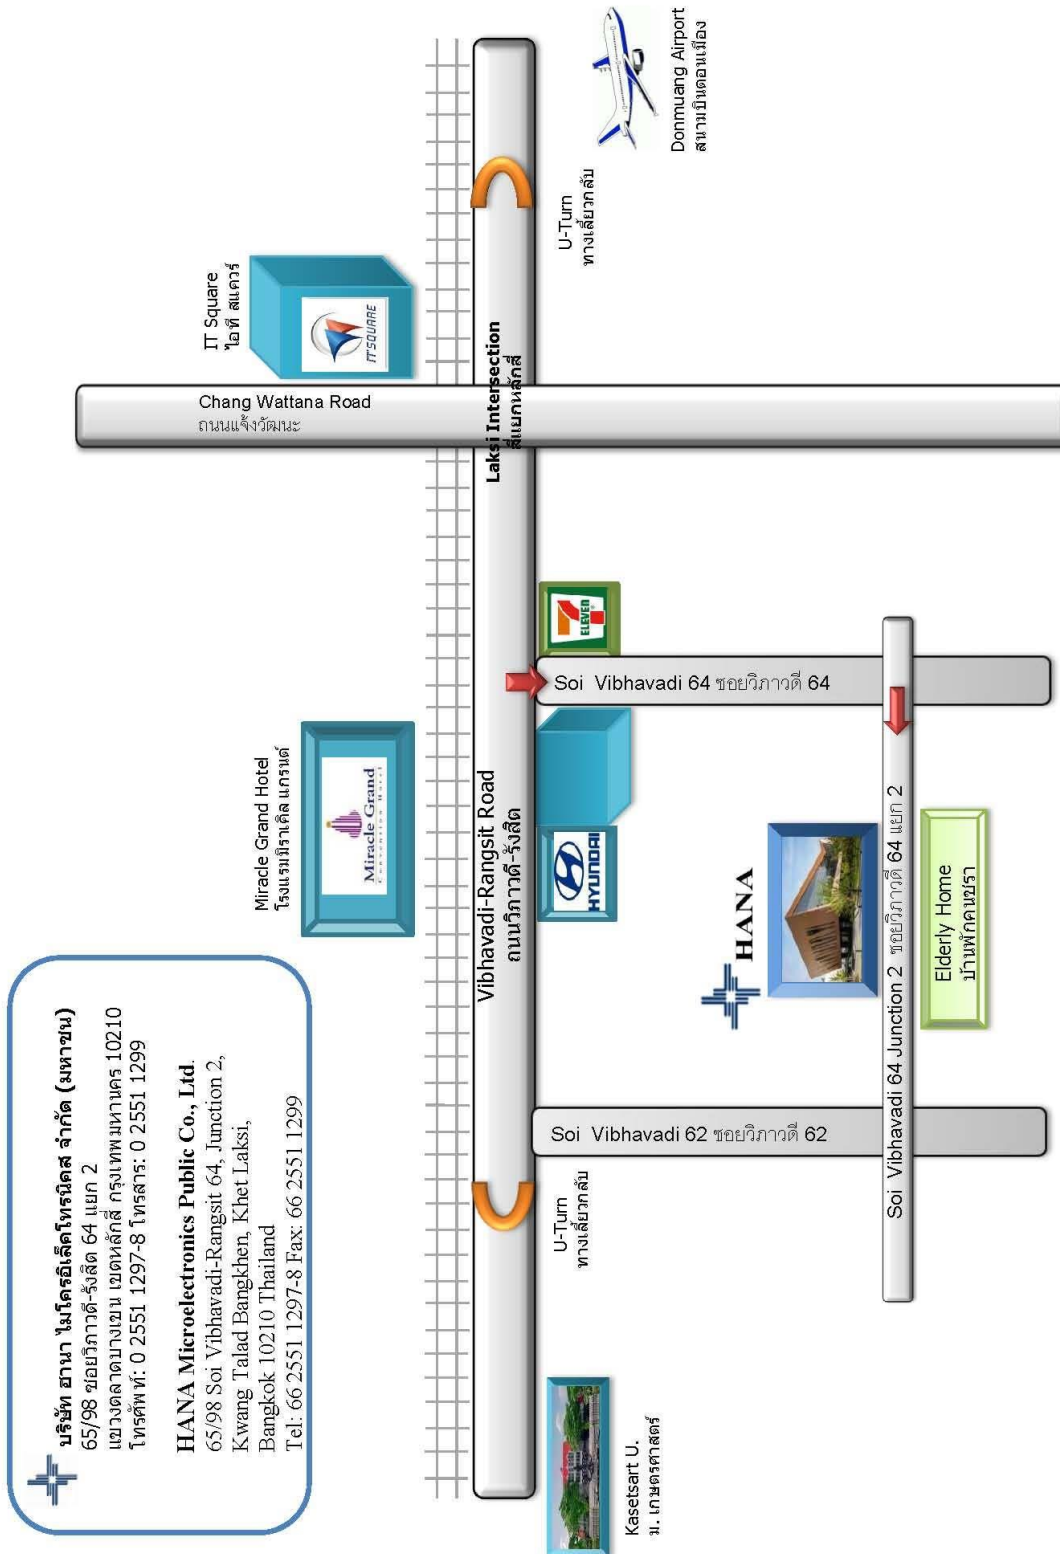 บริษัท ฮานา ไมโครอิเล็คโทรนิคส จำกัด (มหาชน)
65/98 ซอยวิภาวดี-รังสิต 64 แยก 2
แขวงตลาดบางเขน เขตหลักสี่ กรุงเทพมหานคร 10210
โทรศัพท์: 0 2551 1297-8 โทรสาร: 0 2551 1299
HANA Microelectronics Public Co., Ltd.
65/98 Soi Vibhavadi-Rangsit 64, Junction 2,
Kwang Talad Bangkhen, Khet Laksi,
Bangkok 10210 Thailand
Tel: 66 2551 1297-8 Fax: 66 2551 1299
Miracle Grand Hotel
โรงแรมมิราเคิล แกรนด์
Miracle Grand
Convention Hotel
IT Square
ไอที สแควร์
IT SQUARE
Chang Wattana Road
ถนนแจ้งวัฒนะ
Vibhavadi-Rangsit Road
ถนนวิภาวดี-รังสิต
Laksi Intersection
สี่แยกหลักสี่
Kasetsart U.
ม. เกษตรศาสตร์
U-Turn
ทางเลี้ยวกลับ
Soi Vibhavadi 62 ซอยวิภาวดี 62
HYUNDAI
Soi Vibhavadi 64 ซอยวิภาวดี 64
7 ELEVEN
U-Turn
ทางเลี้ยวกลับ
Donmuang Airport
สนามบินดอนเมือง
HANA
Soi Vibhavadi 64 Junction 2 ซอยวิภาวดี 64 แยก 2
Elderly Home
บ้านพักคนชรา